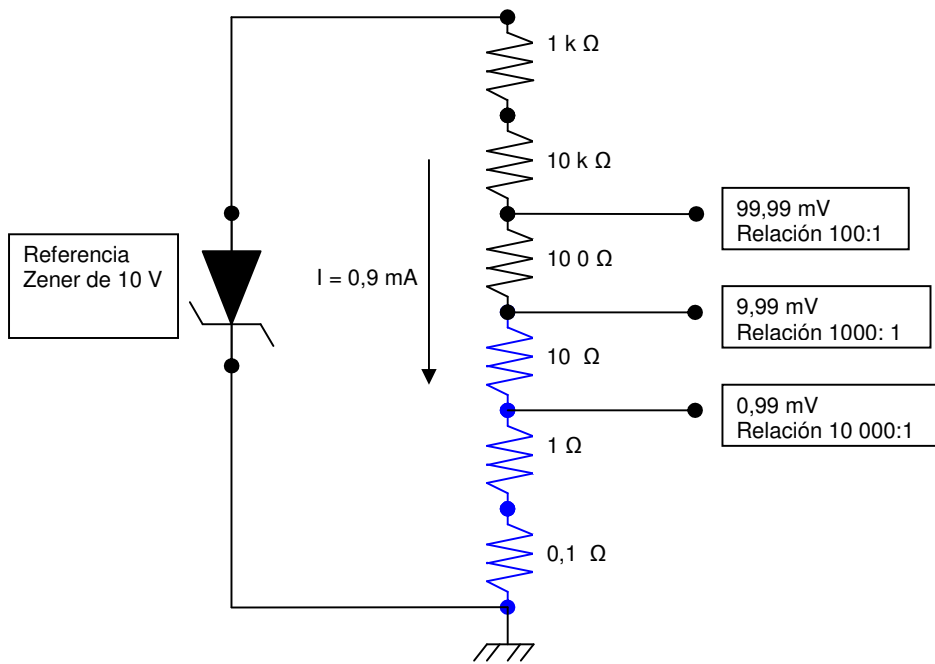 1 k Ω
10 k Ω
99,99 mV
Relación 100:1
Referencia
Zener de 10 V
10 0 Ω
I = 0,9 mA
9,99 mV
Relación 1000: 1
10 Ω
0,99 mV
Relación 10 000:1
1 Ω
0,1 Ω